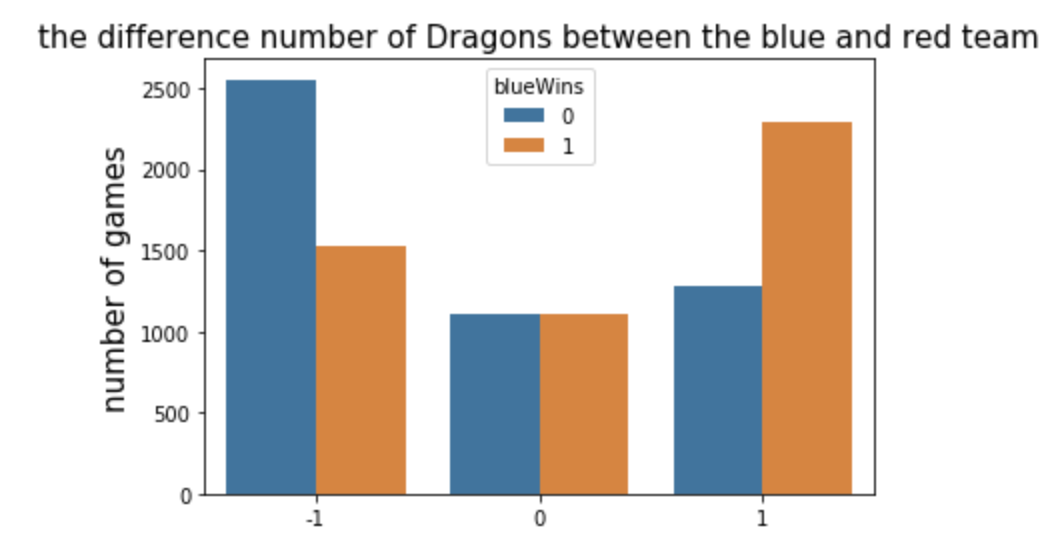 the difference number of Dragons between the blue and red team
blueWins
0
1
number of games
2500
2000
1500
1000
500
0
-1 0 1